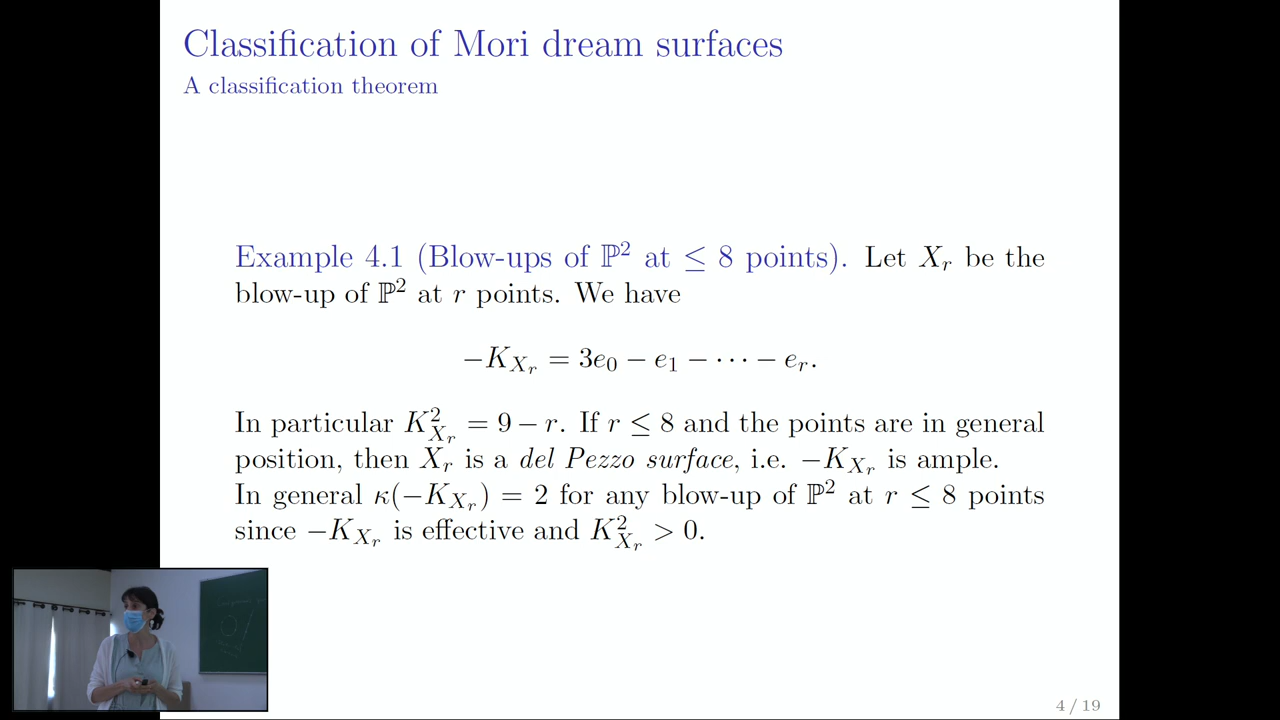 Classification of Mori dream surfaces
A classification theorem
Example 4.1 (Blow-ups of ℙ² at ≤ 8 points). Let X_r be the
blow-up of ℙ² at r points. We have
−K_{X_r} = 3e₀ − e₁ − ⋯ − e_r.
In particular K²_{X_r} = 9 − r. If r ≤ 8 and the points are in general
position, then X_r is a del Pezzo surface, i.e. −K_{X_r} is ample.
In general κ(−K_{X_r}) = 2 for any blow-up of ℙ² at r ≤ 8 points
since −K_{X_r} is effective and K²_{X_r} > 0.
4 / 19